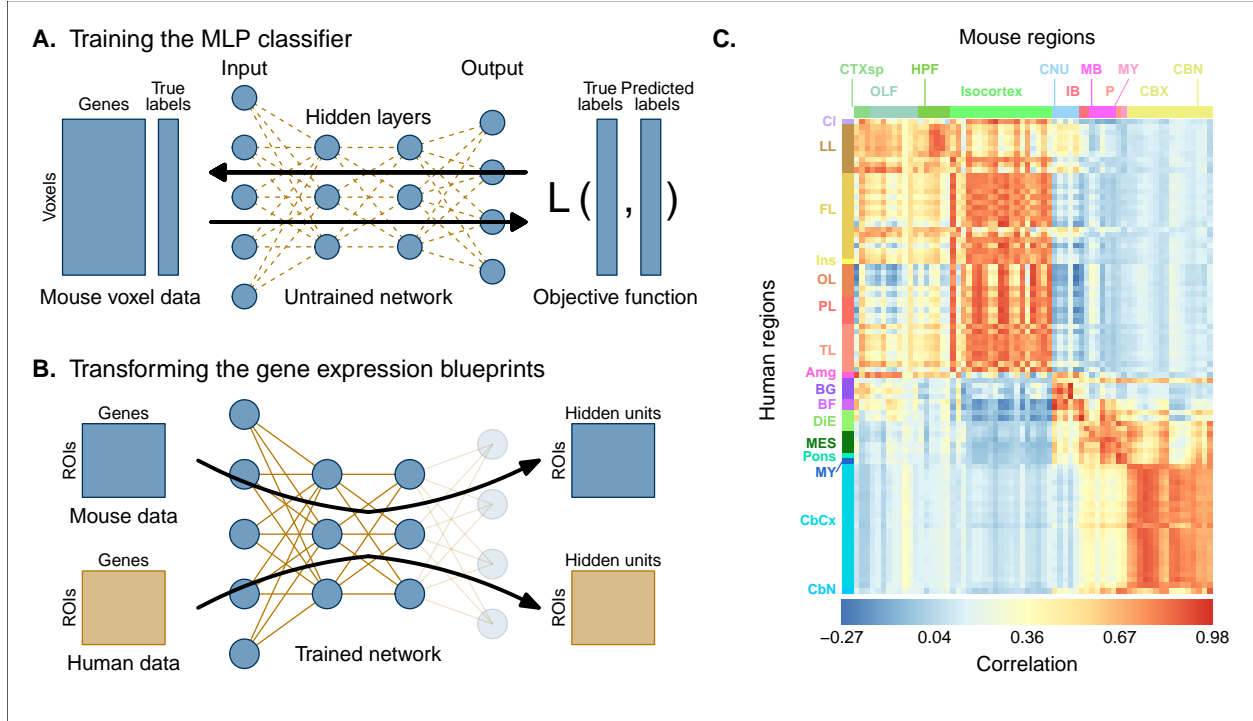 A. Training the MLP classifier
Input
Output
Genes
True
labels
Hidden layers
True
labels
Predicted
labels
Voxels
L ( , )
Mouse voxel data
Untrained network
Objective function
B. Transforming the gene expression blueprints
Genes
Hidden units
ROIs
ROIs
Mouse data
Genes
Hidden units
ROIs
ROIs
Human data
Trained network
C.
Mouse regions
CTXsp
HPF
CNU
MB
MY
CBN
OLF
Isocortex
IB
P
CBX
Human regions
Cl
LL
FL
Ins
OL
PL
TL
Amg
BG
BF
DiE
MES
Pons
MY
CbCx
CbN
−0.27 0.04 0.36 0.67 0.98
Correlation